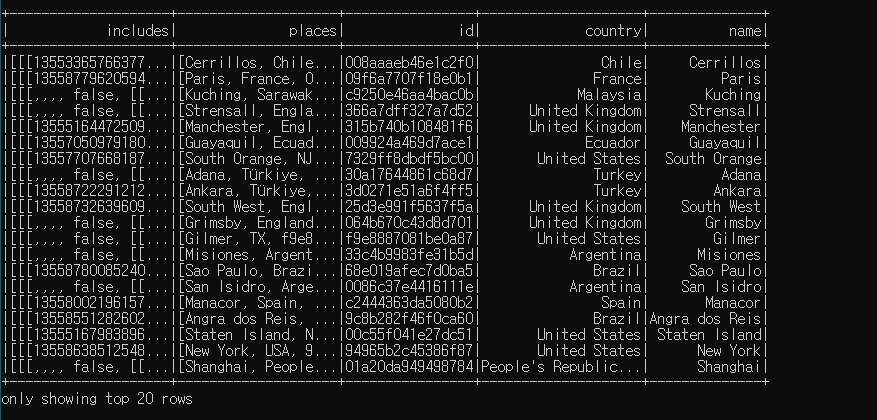 +--------------------+--------------------+----------------+--------------------+--------------+
|            includes|              places|              id|             country|          name|
+--------------------+--------------------+----------------+--------------------+--------------+
|[[[13553365766377...|[Cerrillos, Chile...|008aaaeb46e1c2f0|               Chile|     Cerrillos|
|[[[13558779620594...|[Paris, France, 0...|09f6a7707f18e0b1|              France|         Paris|
|[[[,,,, false, [[...|[Kuching, Sarawak...|c9250e46aa4bac0b|            Malaysia|       Kuching|
|[[[,,,, false, [[...|[Strensall, Engla...|366a7dff327a7d52|      United Kingdom|     Strensall|
|[[[13555164472509...|[Manchester, Engl...|315b740b108481f6|      United Kingdom|    Manchester|
|[[[13557050979180...|[Guayaquil, Ecuad...|009924a469d7ace1|             Ecuador|     Guayaquil|
|[[[13557707668187...|[South Orange, NJ...|7329ff8dbdf5bc00|       United States|  South Orange|
|[[[,,,, false, [[...|[Adana, Türkiye, ...|30a17644861c68d7|              Turkey|         Adana|
|[[[13558722291212...|[Ankara, Türkiye,...|3d0271e51a6f4ff5|              Turkey|        Ankara|
|[[[13558732639609...|[South West, Engl...|25d3e991f5637f5a|      United Kingdom|    South West|
|[[[,,,, false, [[...|[Grimsby, England...|064b670c43d8d701|      United Kingdom|       Grimsby|
|[[[,,,, false, [[...|[Gilmer, TX, f9e8...|f9e8887081be0a87|       United States|        Gilmer|
|[[[,,,, false, [[...|[Misiones, Argent...|33c4b9983fe31b5d|           Argentina|      Misiones|
|[[[13558780085240...|[Sao Paulo, Brazi...|68e019afec7d0ba5|              Brazil|     Sao Paulo|
|[[[,,,, false, [[...|[San Isidro, Arge...|0086c37e4416111e|           Argentina|    San Isidro|
|[[[13558002196157...|[Manacor, Spain, ...|c2444363da5080b2|               Spain|       Manacor|
|[[[13558551282602...|[Angra dos Reis, ...|9c8b282f46f0ca60|              Brazil|Angra dos Reis|
|[[[13555167983896...|[Staten Island, N...|00c55f041e27dc51|       United States| Staten Island|
|[[[13558638512548...|[New York, USA, 9...|94965b2c45386f87|       United States|      New York|
|[[[,,,, false, [[...|[Shanghai, People...|01a20da949498784|People's Republic...|      Shanghai|
+--------------------+--------------------+----------------+--------------------+--------------+
only showing top 20 rows